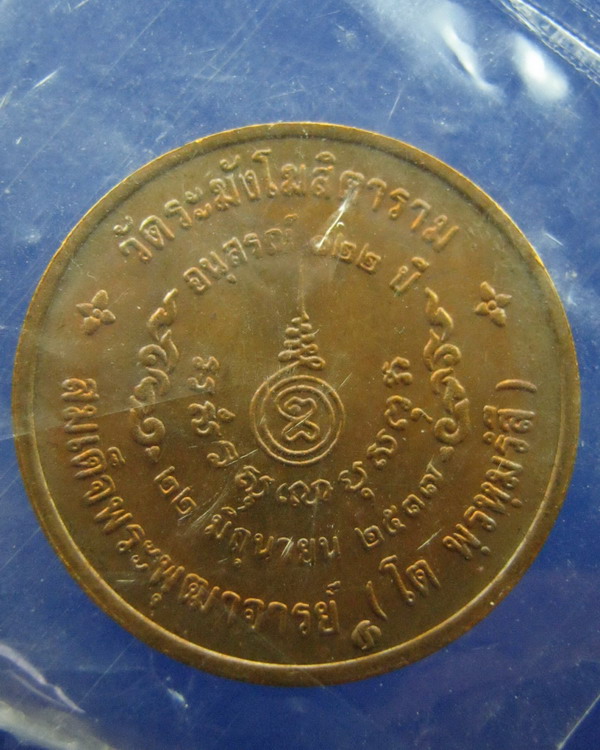 วัดระฆังโฆสิตาราม
อนุสรณ์ ๑๒๒ ปี
๒๒ มิถุนายน ๒๕๓๗
สมเด็จพระพุฒาจารย์ (โต พฺรหฺมรํสี)